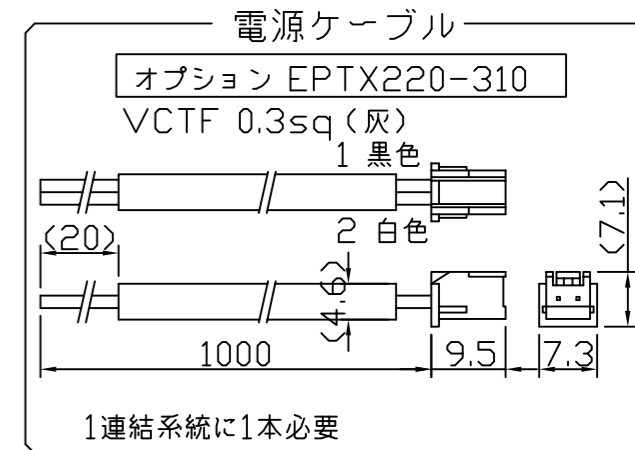 電源ケーブル
オプション EPTX220-310
VCTF 0.3sq（灰）
1 黒色
2 白色
(20)
(4.6)
(7.1)
1000
9.5
7.3
1連結系統に1本必要